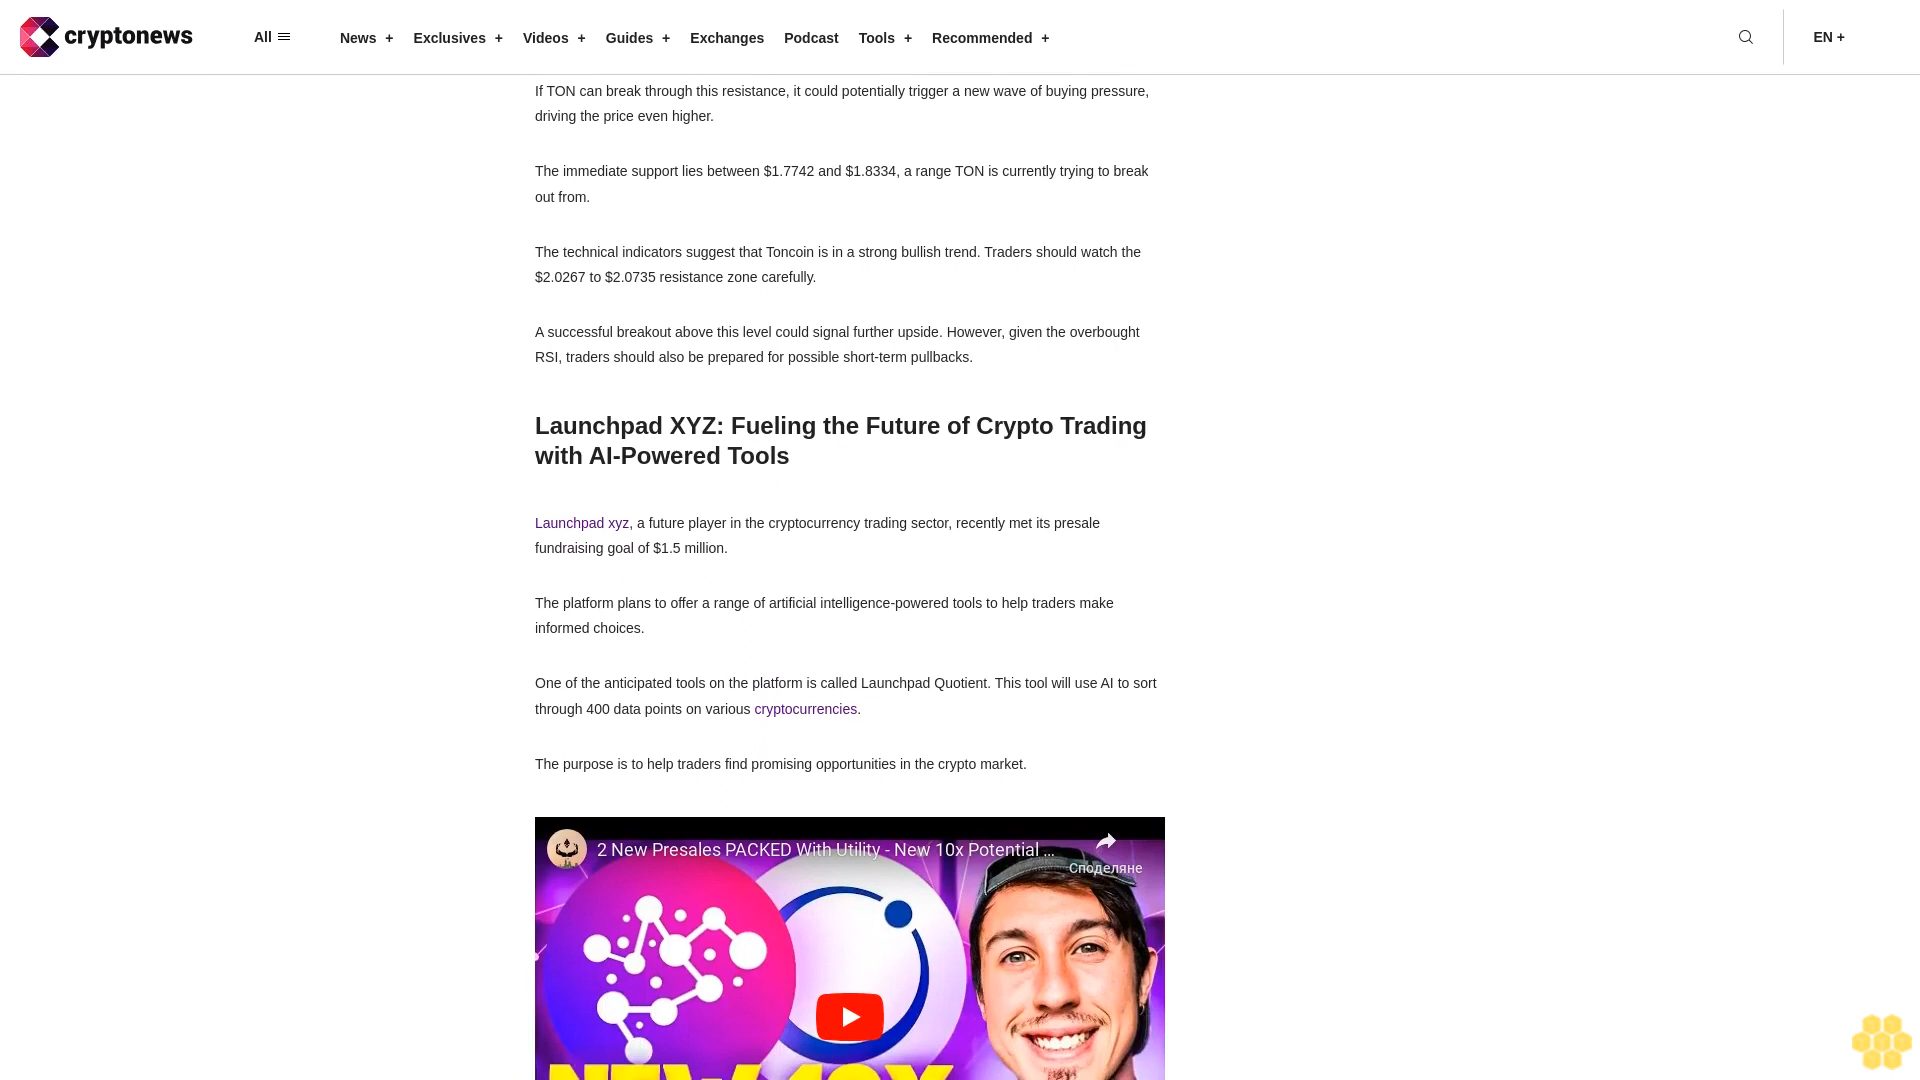 cryptonews
All
News +
Exclusives +
Videos +
Guides +
Exchanges
Podcast
Tools +
Recommended +
EN +
If TON can break through this resistance, it could potentially trigger a new wave of buying pressure,
driving the price even higher.
The immediate support lies between $1.7742 and $1.8334, a range TON is currently trying to break
out from.
The technical indicators suggest that Toncoin is in a strong bullish trend. Traders should watch the
$2.0267 to $2.0735 resistance zone carefully.
A successful breakout above this level could signal further upside. However, given the overbought
RSI, traders should also be prepared for possible short-term pullbacks.
Launchpad XYZ: Fueling the Future of Crypto Trading
with AI-Powered Tools
Launchpad xyz, a future player in the cryptocurrency trading sector, recently met its presale
fundraising goal of $1.5 million.
The platform plans to offer a range of artificial intelligence-powered tools to help traders make
informed choices.
One of the anticipated tools on the platform is called Launchpad Quotient. This tool will use AI to sort
through 400 data points on various cryptocurrencies.
The purpose is to help traders find promising opportunities in the crypto market.
2 New Presales PACKED With Utility - New 10x Potential ...
Споделяне
NEW 10X